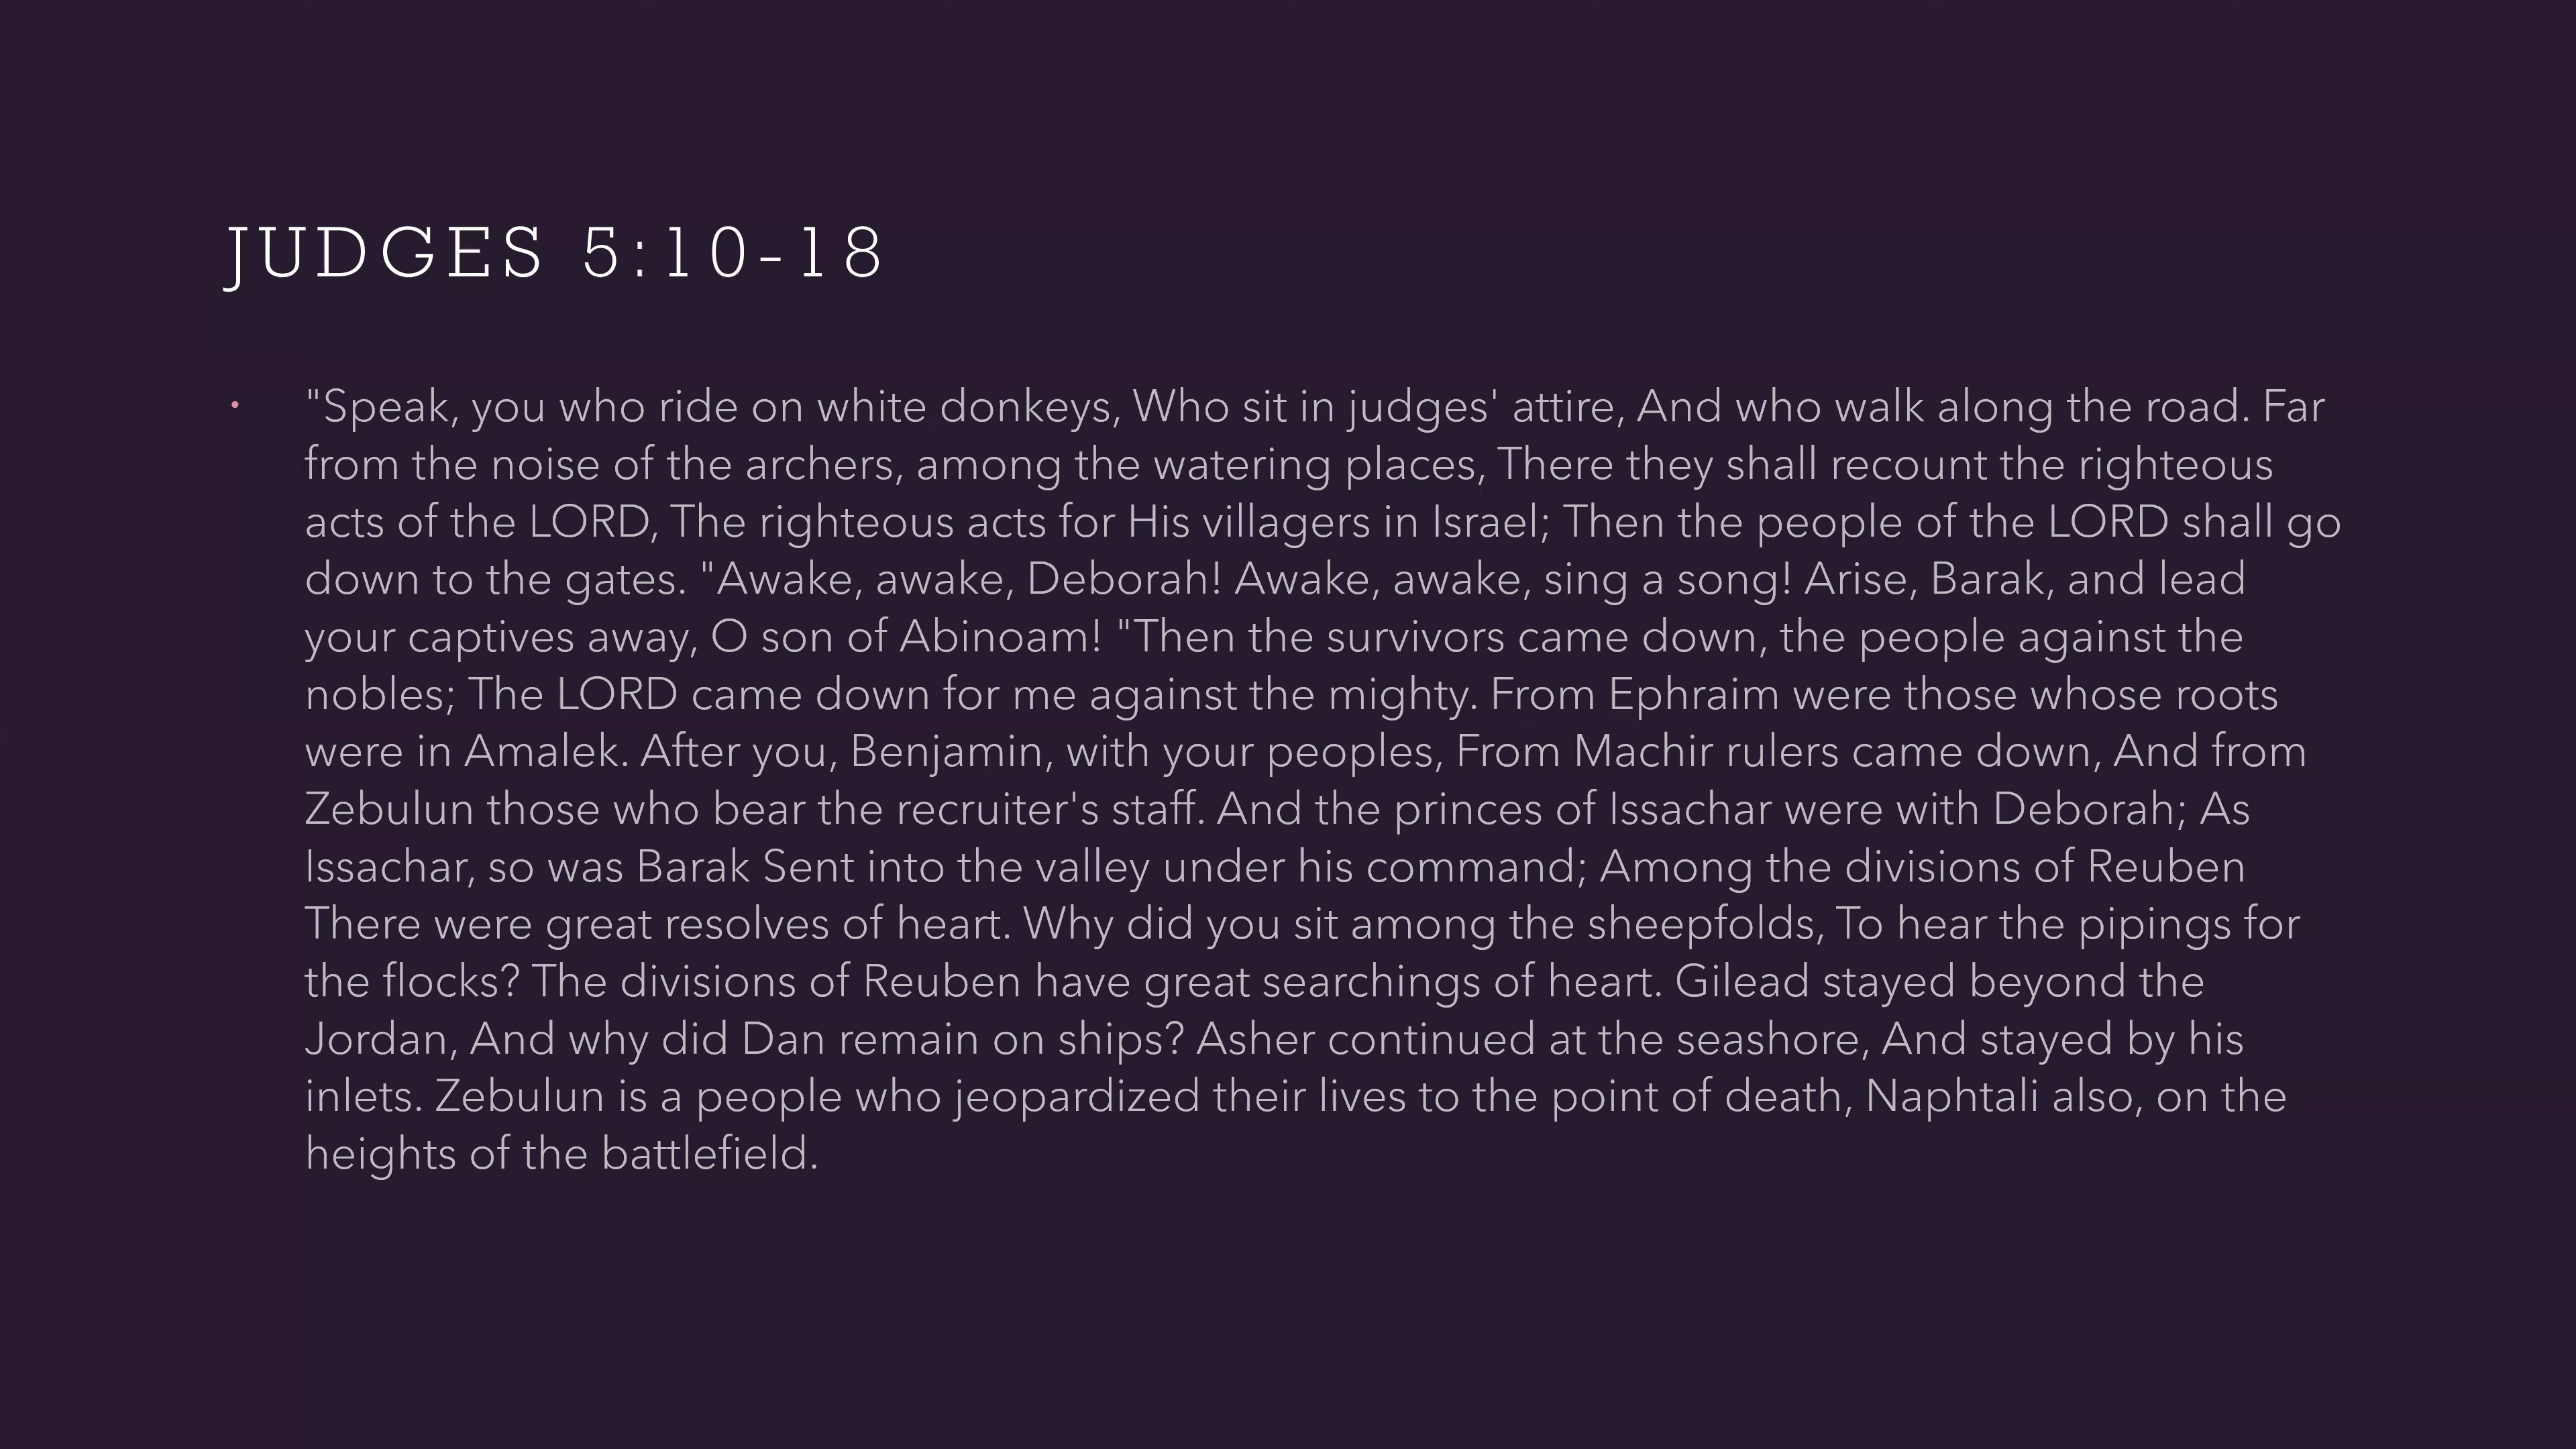 JUDGES 5:10-18
• "Speak, you who ride on white donkeys, Who sit in judges' attire, And who walk along the road. Far
from the noise of the archers, among the watering places, There they shall recount the righteous
acts of the LORD, The righteous acts for His villagers in Israel; Then the people of the LORD shall go
down to the gates. "Awake, awake, Deborah! Awake, awake, sing a song! Arise, Barak, and lead
your captives away, O son of Abinoam! "Then the survivors came down, the people against the
nobles; The LORD came down for me against the mighty. From Ephraim were those whose roots
were in Amalek. After you, Benjamin, with your peoples, From Machir rulers came down, And from
Zebulun those who bear the recruiter's staff. And the princes of Issachar were with Deborah; As
Issachar, so was Barak Sent into the valley under his command; Among the divisions of Reuben
There were great resolves of heart. Why did you sit among the sheepfolds, To hear the pipings for
the flocks? The divisions of Reuben have great searchings of heart. Gilead stayed beyond the
Jordan, And why did Dan remain on ships? Asher continued at the seashore, And stayed by his
inlets. Zebulun is a people who jeopardized their lives to the point of death, Naphtali also, on the
heights of the battlefield.